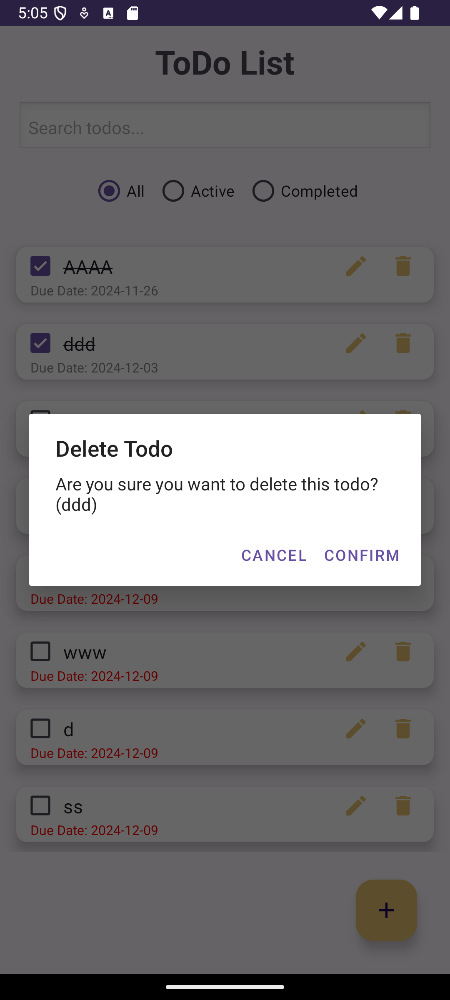 5:05
ToDo List
Search todos...
All Active Completed
AAAA
Due Date: 2024-11-26
ddd
Due Date: 2024-12-03
Delete Todo
Are you sure you want to delete this todo?
(ddd)
CANCEL CONFIRM
Due Date: 2024-12-09
www
Due Date: 2024-12-09
d
Due Date: 2024-12-09
ss
Due Date: 2024-12-09